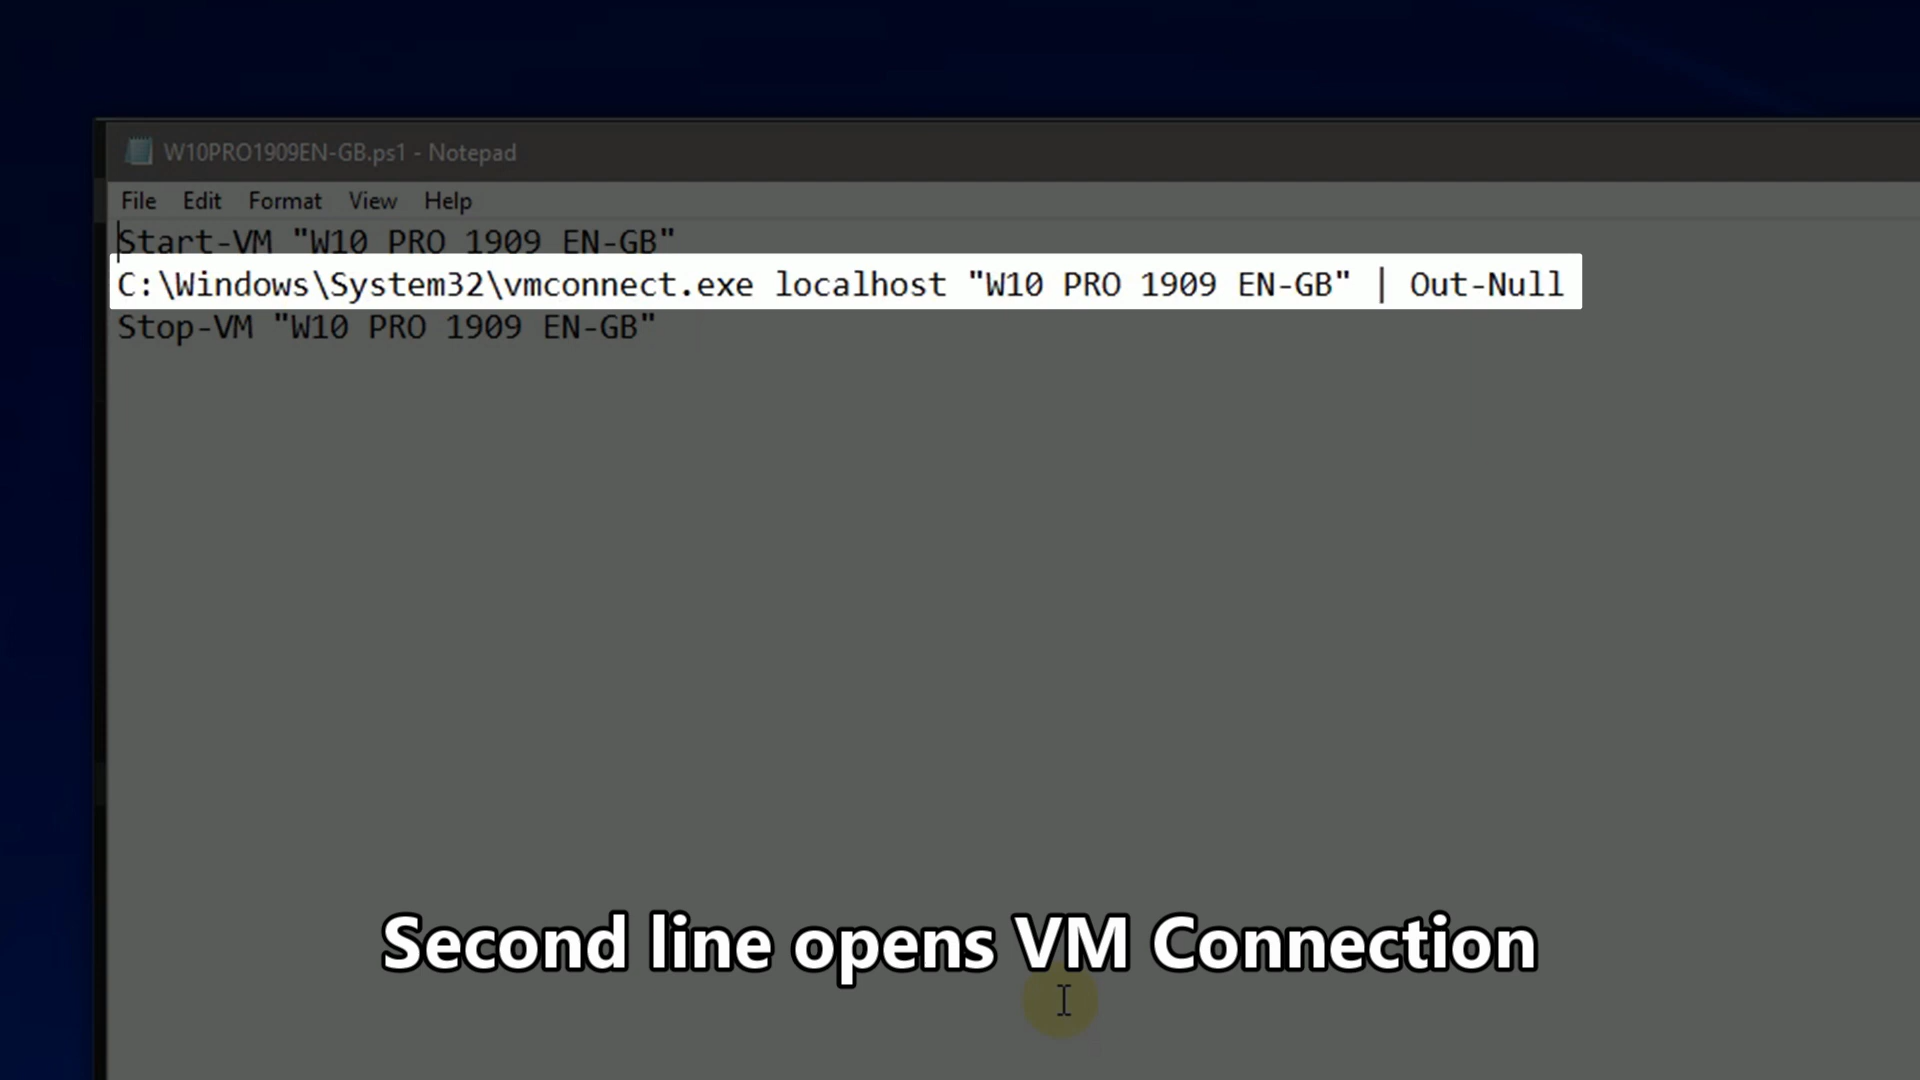 W10PRO1909EN-GB.ps1 - Notepad
File Edit Format View Help
Start-VM "W10 PRO 1909 EN-GB"
C:\Windows\System32\vmconnect.exe localhost "W10 PRO 1909 EN-GB" | Out-Null
Stop-VM "W10 PRO 1909 EN-GB"
Second line opens VM Connection